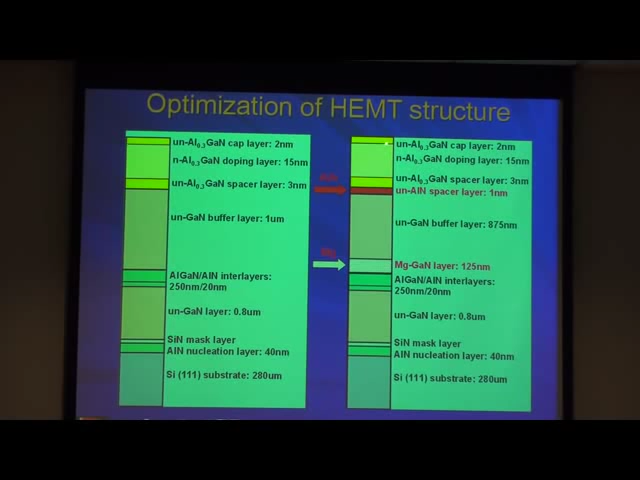 Optimization of HEMT structure
un-Al0.3GaN cap layer: 2nm
n-Al0.3GaN doping layer: 15nm
un-Al0.3GaN spacer layer: 3nm
un-GaN buffer layer: 1um
AlGaN/AlN interlayers:
250nm/20nm
un-GaN layer: 0.8um
SiN mask layer
AlN nucleation layer: 40nm
Si (111) substrate: 280um
un-Al0.3GaN cap layer: 2nm
n-Al0.3GaN doping layer: 15nm
un-Al0.3GaN spacer layer: 3nm
un-AlN spacer layer: 1nm
un-GaN buffer layer: 875nm
Mg-GaN layer: 125nm
AlGaN/AlN interlayers:
250nm/20nm
un-GaN layer: 0.8um
SiN mask layer
AlN nucleation layer: 40nm
Si (111) substrate: 280um